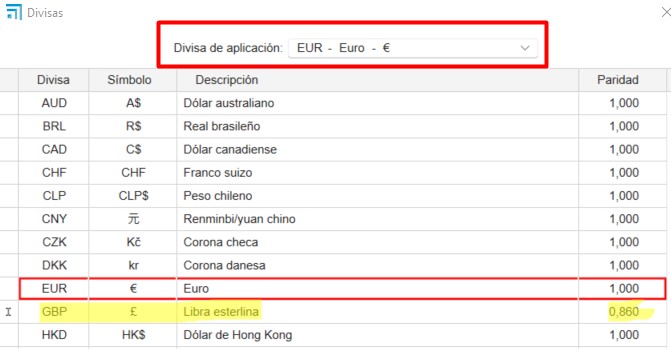 Divisas
Divisa de aplicación: EUR - Euro - €
Divisa Símbolo Descripción Paridad
AUD A$ Dólar australiano 1,000
BRL R$ Real brasileño 1,000
CAD C$ Dólar canadiense 1,000
CHF CHF Franco suizo 1,000
CLP CLP$ Peso chileno 1,000
CNY 元 Renminbi/yuan chino 1,000
CZK Kč Corona checa 1,000
DKK kr Corona danesa 1,000
EUR € Euro 1,000
GBP £ Libra esterlina 0,860
HKD HK$ Dólar de Hong Kong 1,000